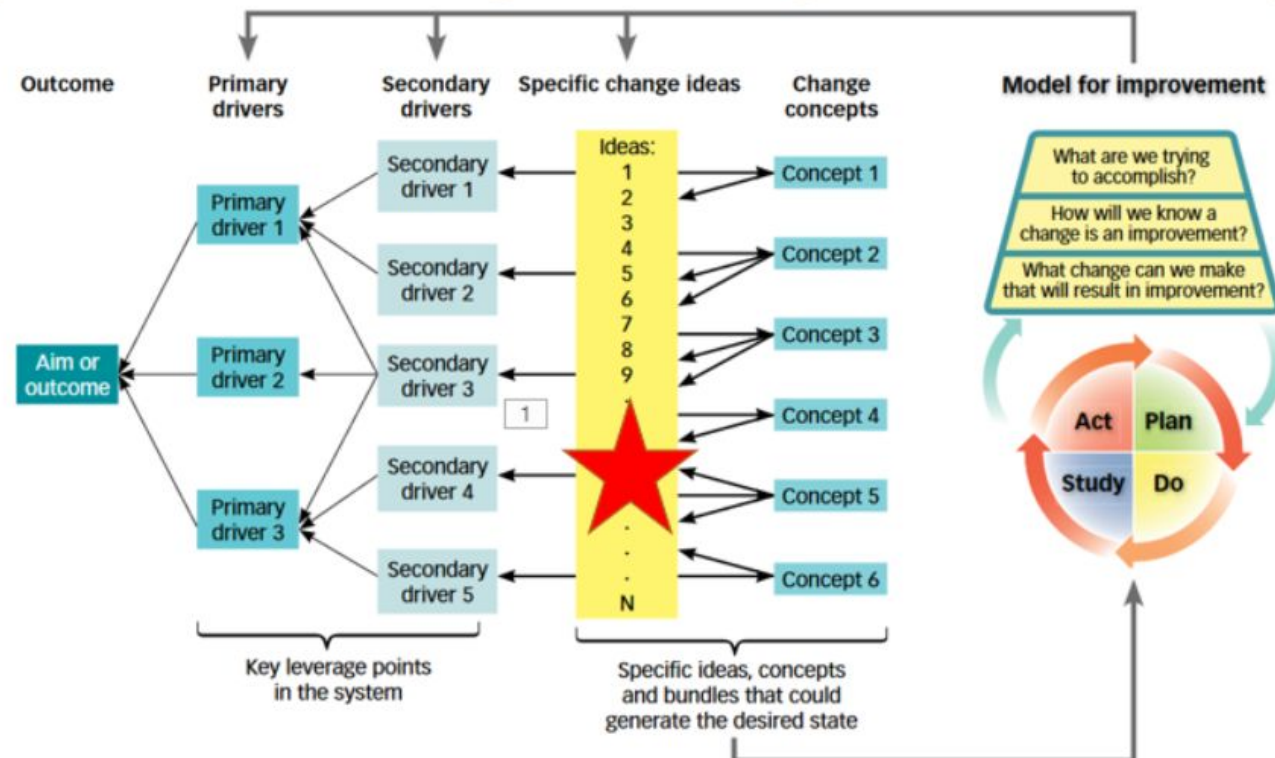 Outcome
Primary
drivers
Secondary
drivers
Specific change ideas
Change
concepts
Model for improvement
Aim or
outcome
Primary
driver 1
Primary
driver 2
Primary
driver 3
Secondary
driver 1
Secondary
driver 2
Secondary
driver 3
Secondary
driver 4
Secondary
driver 5
1
Ideas:
1
2
3
4
5
6
7
8
9
.
.
.
N
Concept 1
Concept 2
Concept 3
Concept 4
Concept 5
Concept 6
What are we trying
to accomplish?
How will we know a
change is an improvement?
What change can we make
that will result in improvement?
Act
Plan
Study
Do
Key leverage points
in the system
Specific ideas, concepts
and bundles that could
generate the desired state